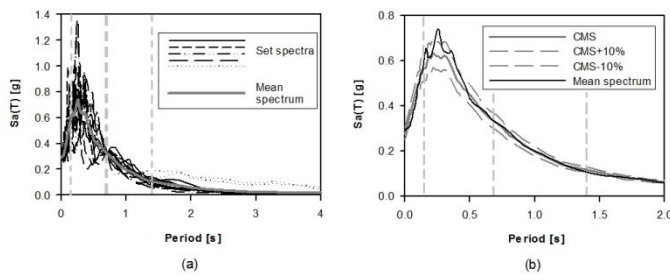 1.4
1.2
1.0
0.8
0.6
0.4
0.2
0.0
Sa(T) [g]
0
1
2
3
4
Period [s]
Set spectra
Mean
spectrum
(a)
0.8
0.6
0.4
0.2
0.0
Sa(T) [g]
0.0
0.5
1.0
1.5
2.0
Period [s]
CMS
CMS+10%
CMS-10%
Mean spectrum
(b)